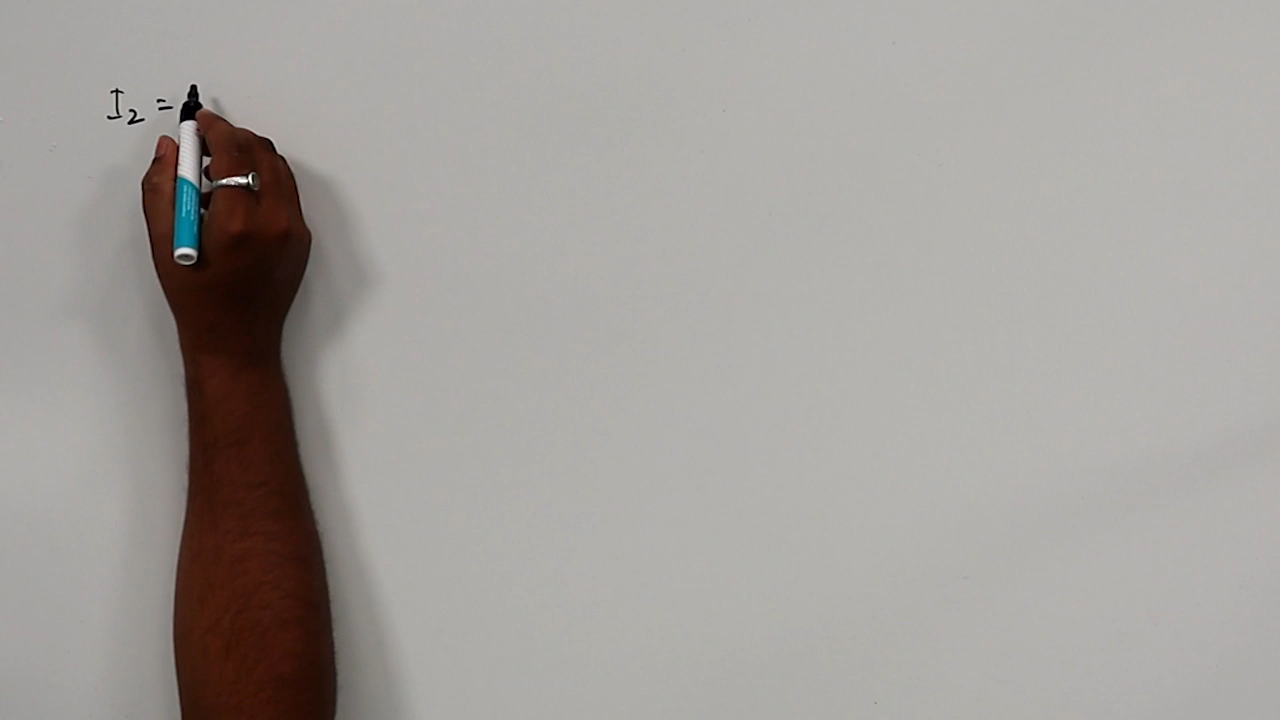 I₂ =